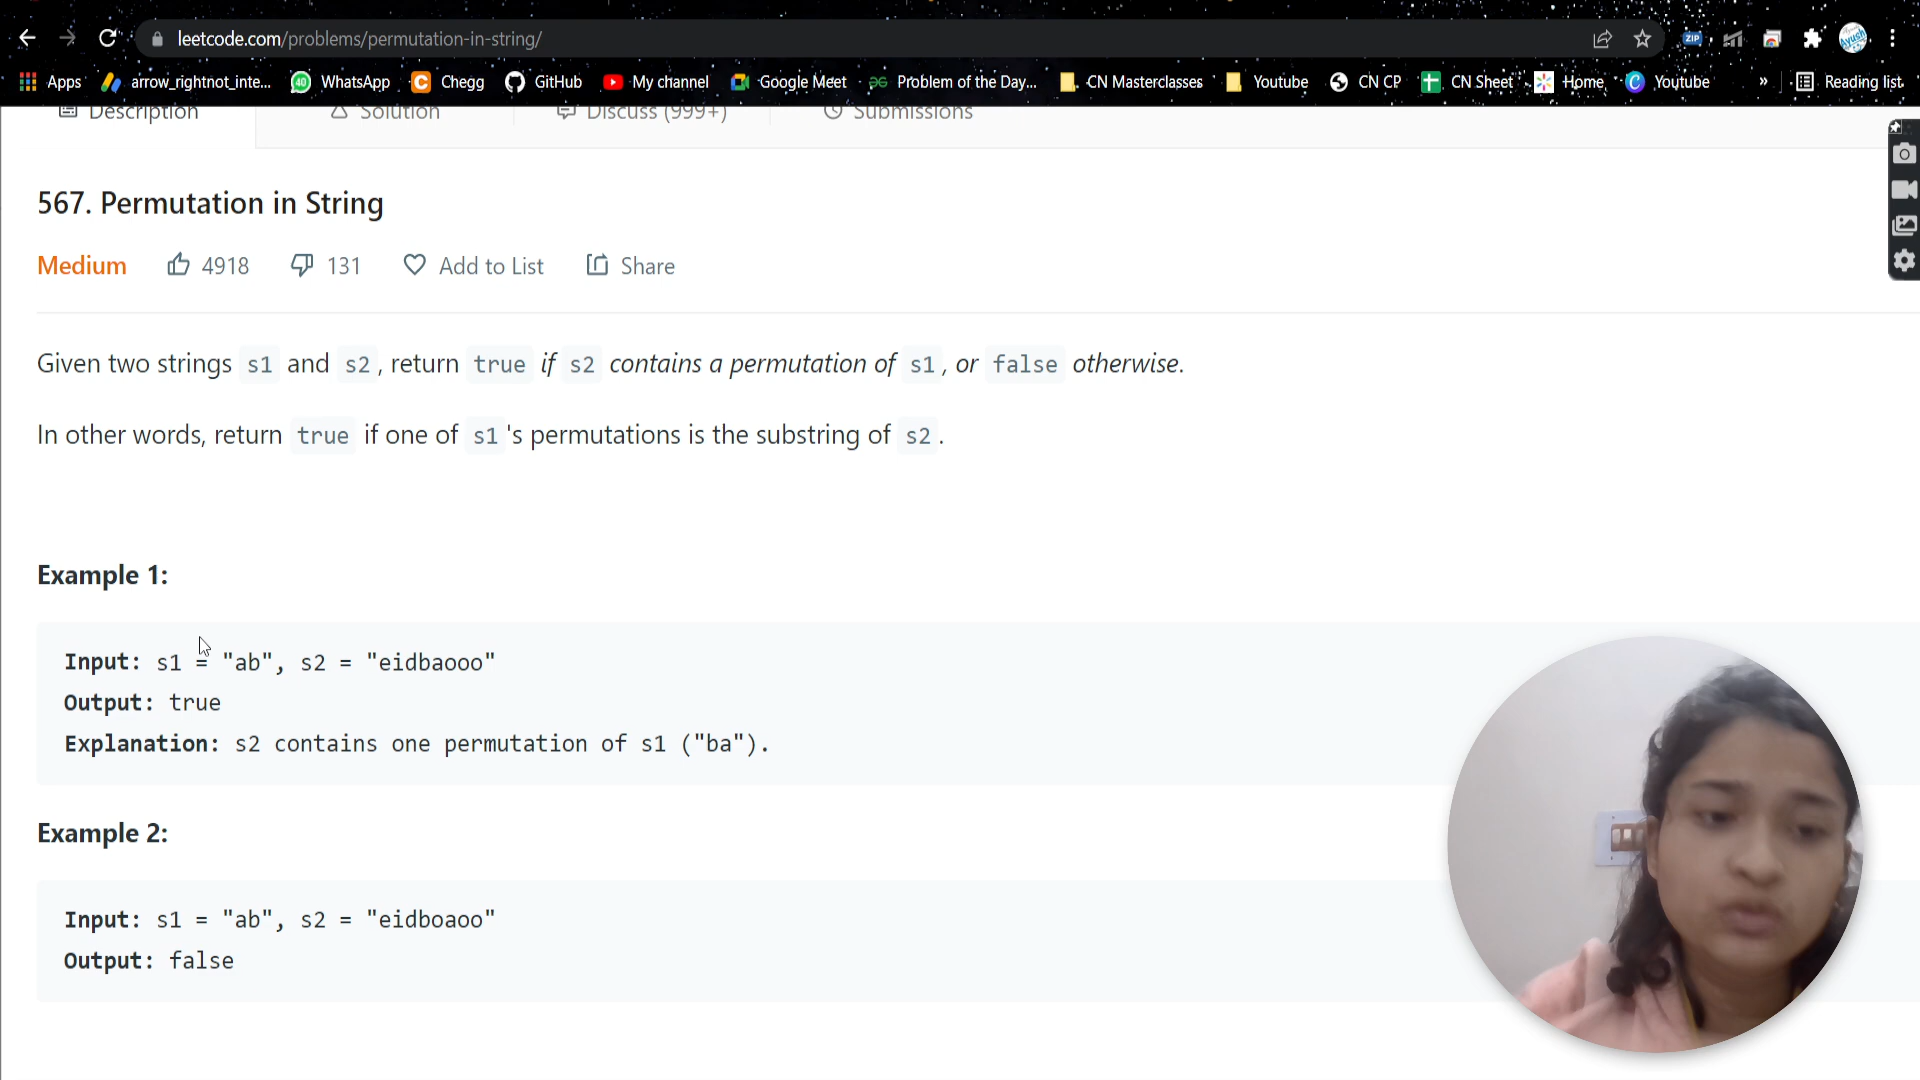 leetcode.com/problems/permutation-in-string/
ZIP
Apps arrow_rightnot_inte... 40 WhatsApp C Chegg GitHub My channel Google Meet Problem of the Day... CN Masterclasses Youtube CN CP CN Sheet Home C Youtube » Reading list
Description Solution Discuss (999+) Submissions
567. Permutation in String
Medium 4918 131 Add to List Share
Given two strings s1 and s2, return true if s2 contains a permutation of s1, or false otherwise.
In other words, return true if one of s1's permutations is the substring of s2.
Example 1:
Input: s1 = "ab", s2 = "eidbaooo"
Output: true
Explanation: s2 contains one permutation of s1 ("ba").
Example 2:
Input: s1 = "ab", s2 = "eidboaoo"
Output: false